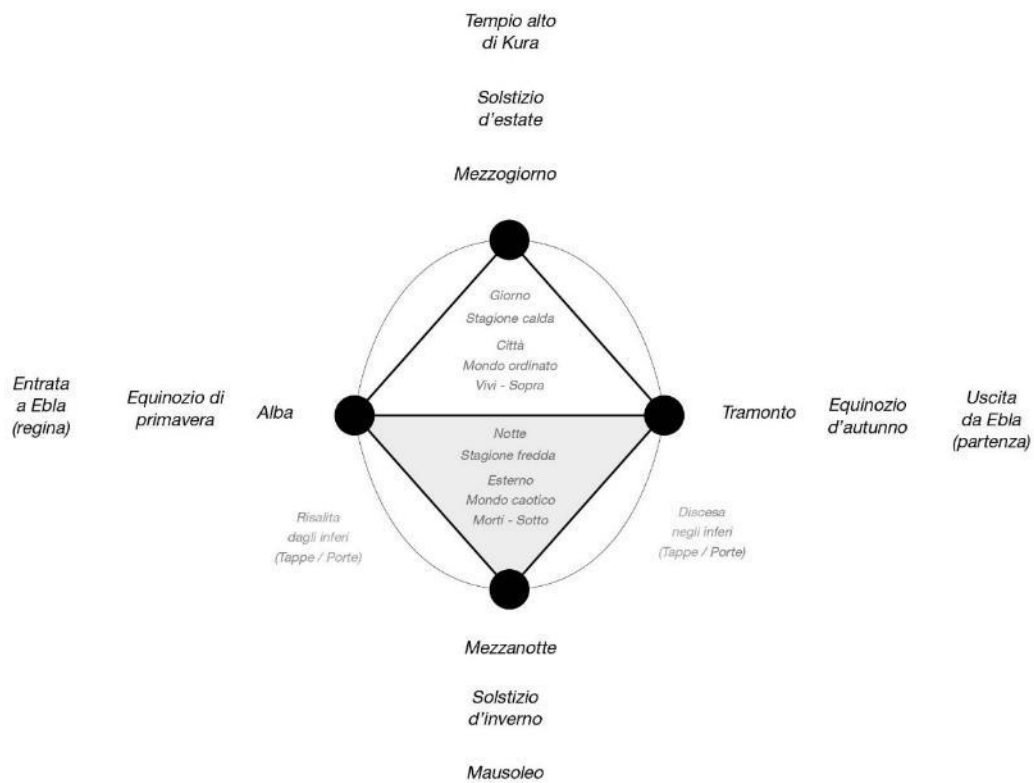 Tempio alto
di Kura
Solstizio
d'estate
Mezzogiorno
Giorno
Stagione calda
Città
Mondo ordinato
Vivi - Sopra
Entrata
a Ebla
(regina)
Equinozio di
primavera
Alba
Tramonto
Equinozio
d'autunno
Uscita
da Ebla
(partenza)
Notte
Stagione fredda
Esterno
Mondo caotico
Morti - Sotto
Risalita
dagli inferi
(Tappe / Porte)
Discesa
negli inferi
(Tappe / Porte)
Mezzanotte
Solstizio
d'inverno
Mausoleo